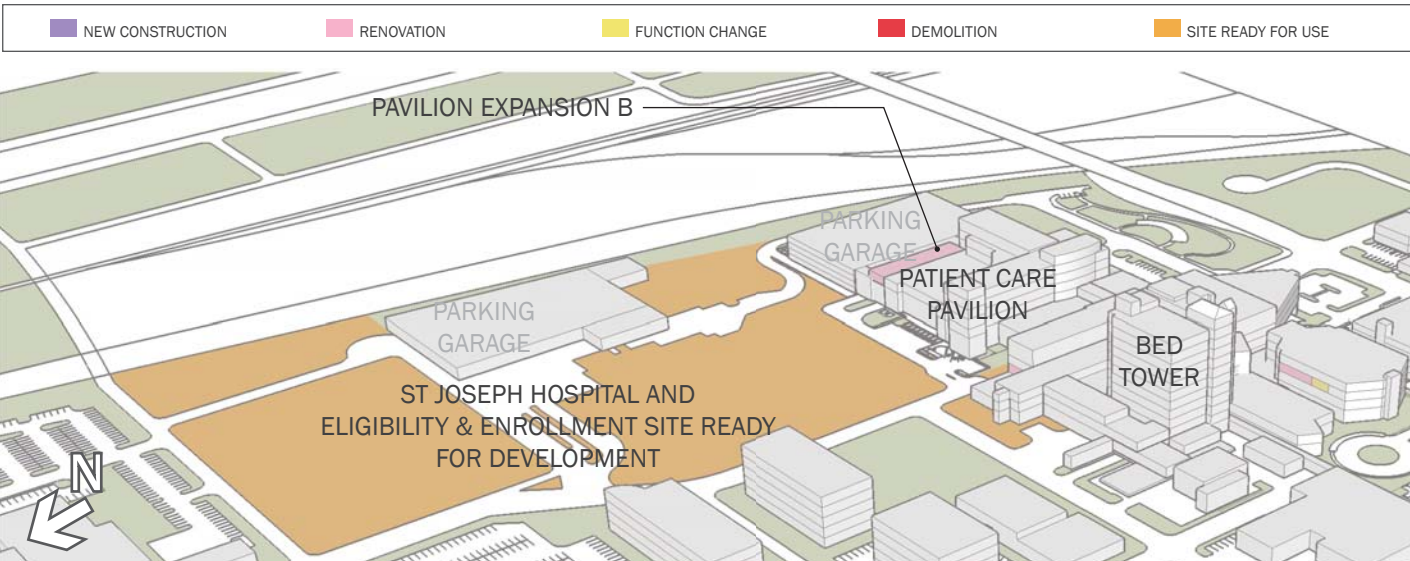 NEW CONSTRUCTION
RENOVATION
FUNCTION CHANGE
DEMOLITION
SITE READY FOR USE
PAVILION EXPANSION B
PARKING
GARAGE
PATIENT CARE
PAVILION
PARKING
GARAGE
BED
TOWER
ST JOSEPH HOSPITAL AND
ELIGIBILITY & ENROLLMENT SITE READY
FOR DEVELOPMENT
N